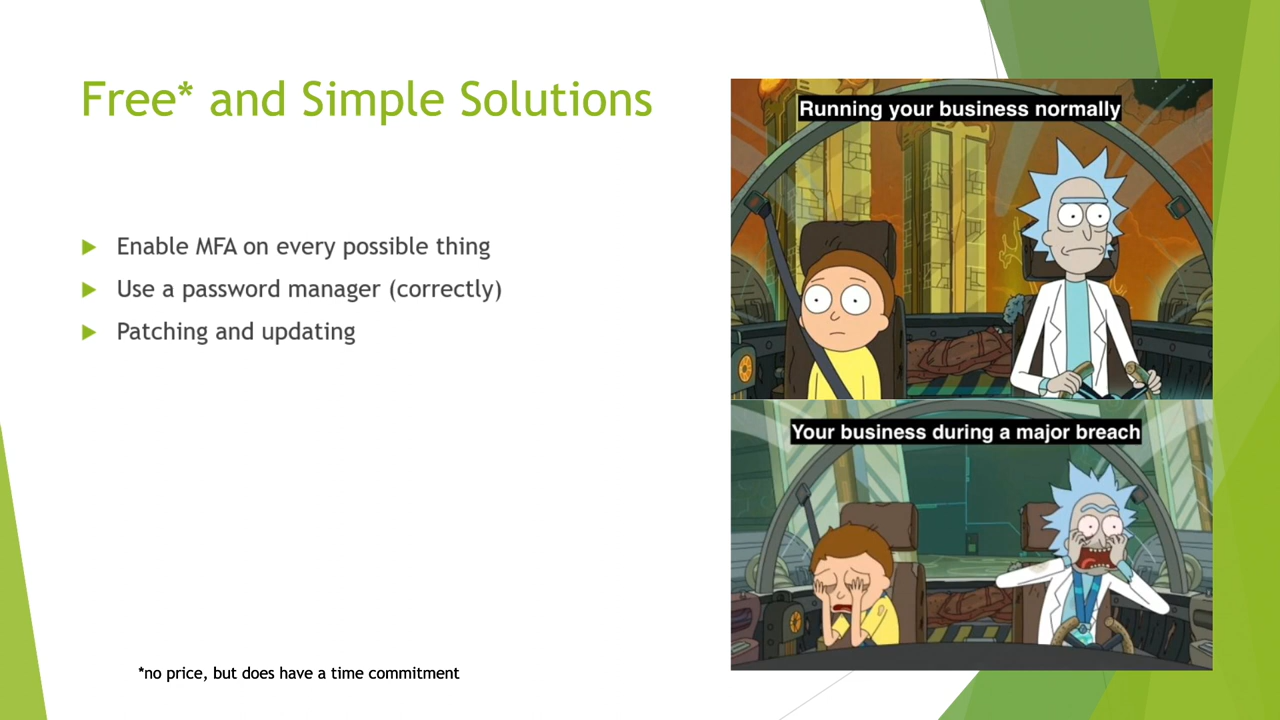 Free* and Simple Solutions
Enable MFA on every possible thing
Use a password manager (correctly)
Patching and updating
*no price, but does have a time commitment
Running your business normally
Your business during a major breach